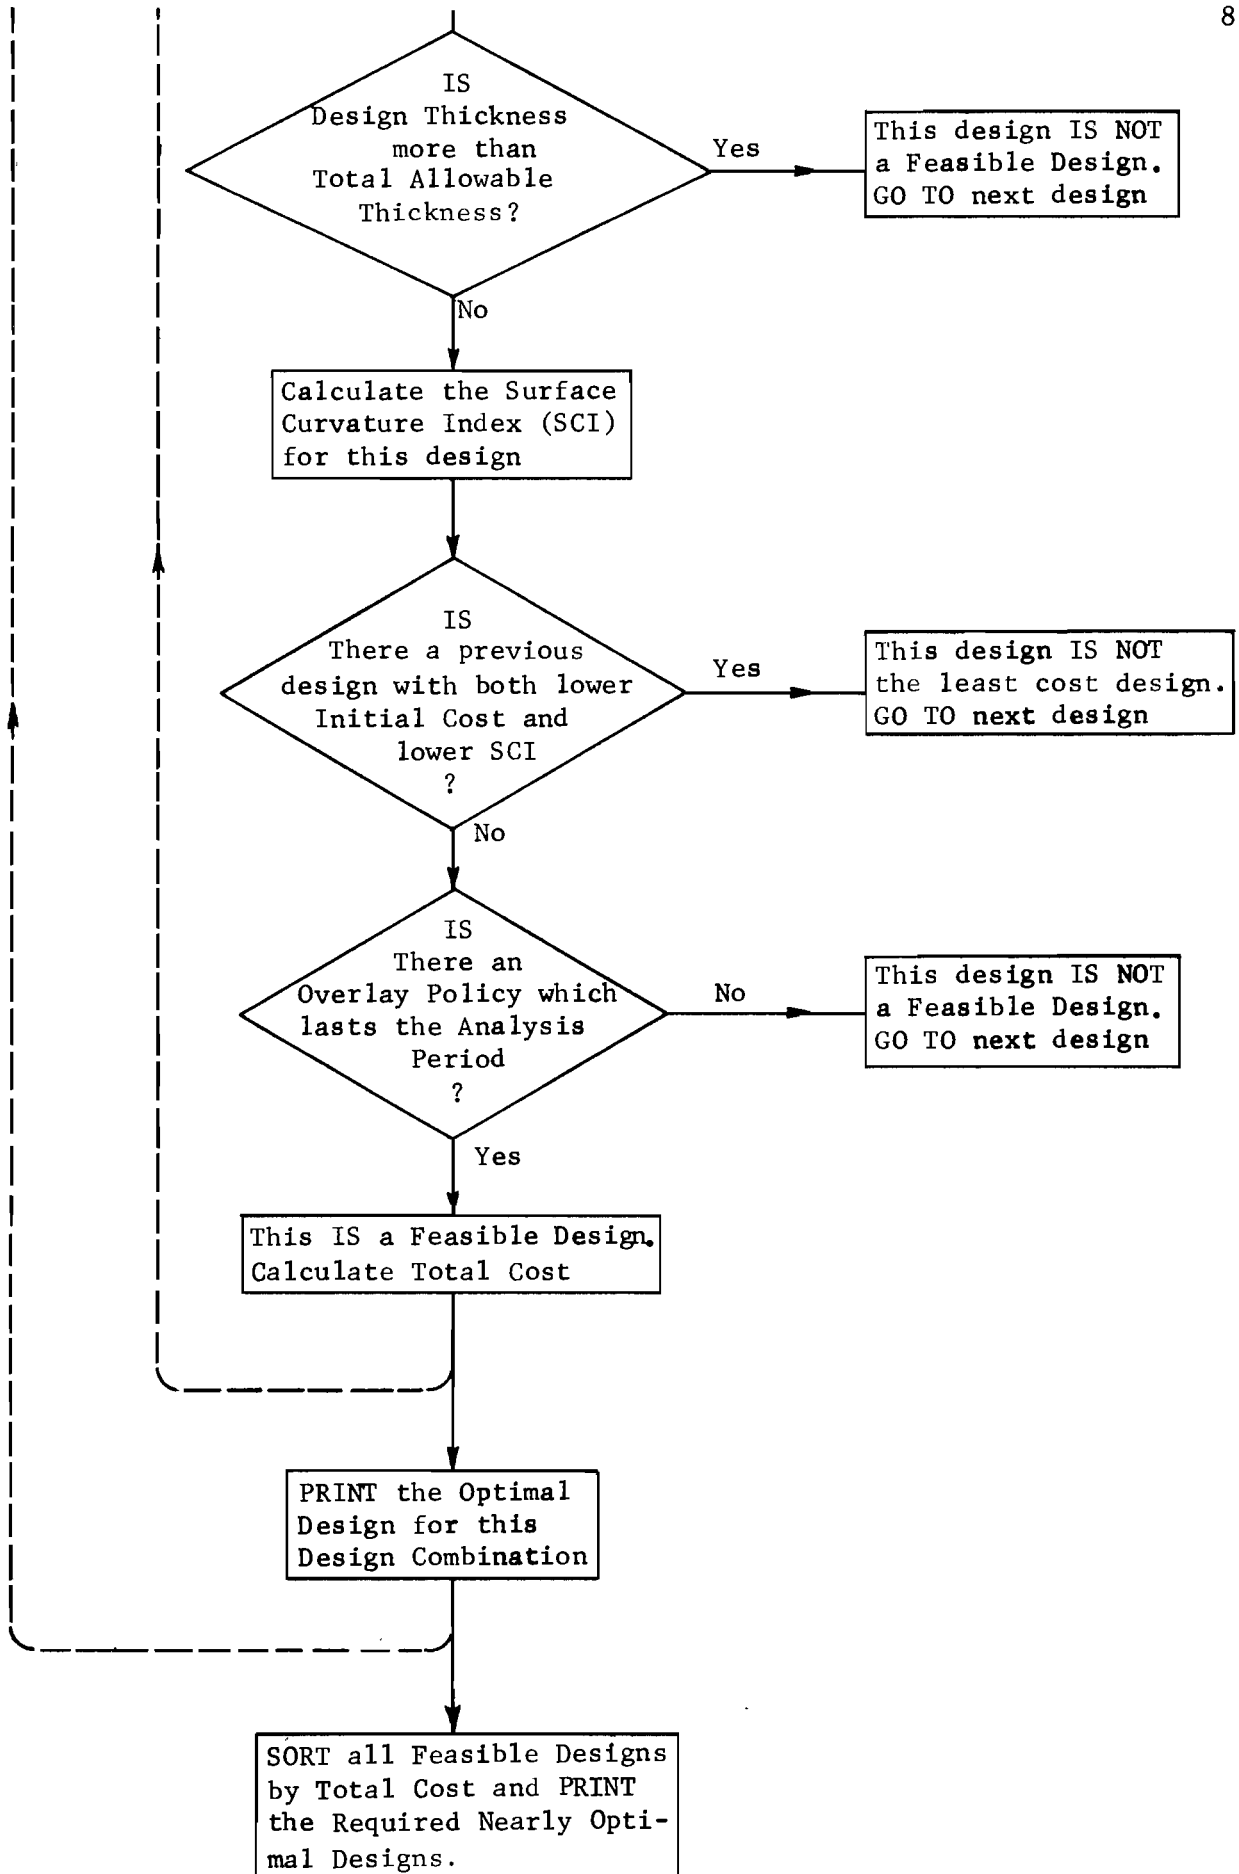 8
IS
Design Thickness
more than
Total Allowable
Thickness?
Yes
This design IS NOT
a Feasible Design.
GO TO next design
No
Calculate the Surface
Curvature Index (SCI)
for this design
IS
There a previous
design with both lower
Initial Cost and
lower SCI
?
Yes
This design IS NOT
the least cost design.
GO TO next design
No
IS
There an
Overlay Policy which
lasts the Analysis
Period
?
No
This design IS NOT
a Feasible Design.
GO TO next design
Yes
This IS a Feasible Design.
Calculate Total Cost
PRINT the Optimal
Design for this
Design Combination
SORT all Feasible Designs
by Total Cost and PRINT
the Required Nearly Opti-
mal Designs.